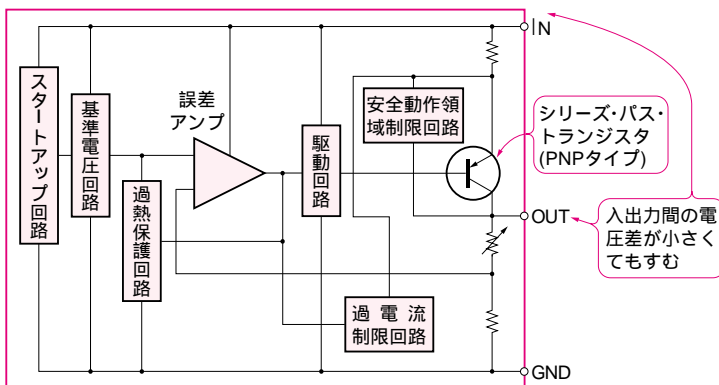 IN
スタートアップ回路
基準電圧回路
誤差
アンプ
過熱保護回路
駆動回路
安全動作領
域制限回路
シリーズ・パス・
トランジスタ
(PNPタイプ)
OUT
入出力間の電
圧差が小さく
てもすむ
過電流
制限回路
GND